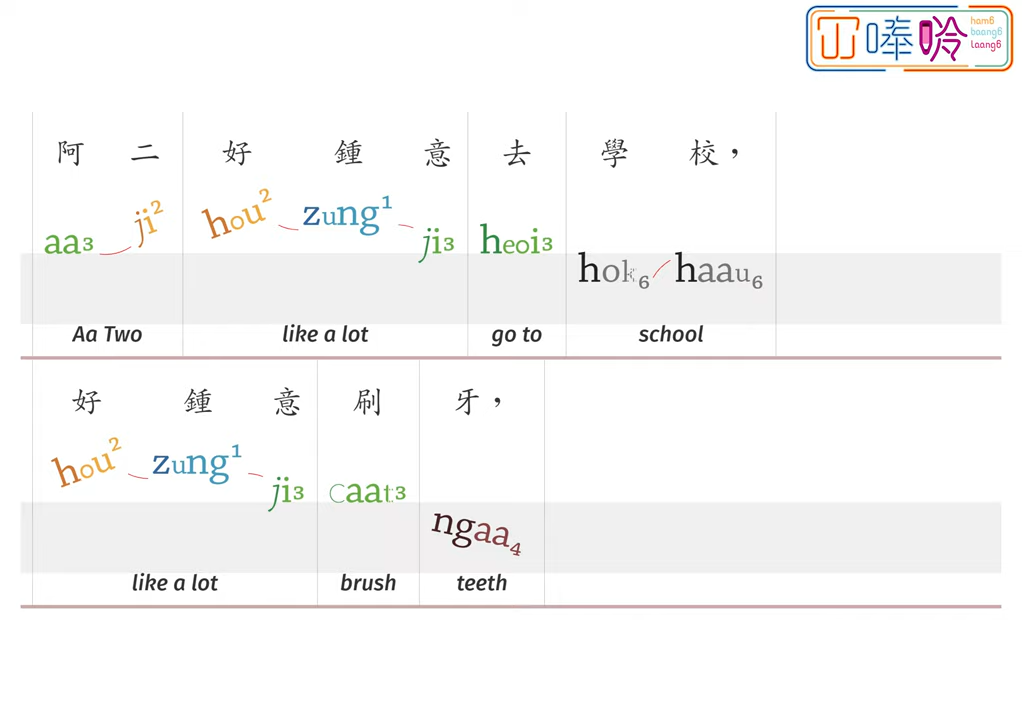 冚唪唥 ham6 baang6 laang6
阿二好鍾意去學校，
aa3 ji2 hou2 zung1 ji3 heoi3 hok6 haau6
Aa Two like a lot go to school
好鍾意刷牙，
hou2 zung1 ji3 caat3 ngaa4
like a lot brush teeth